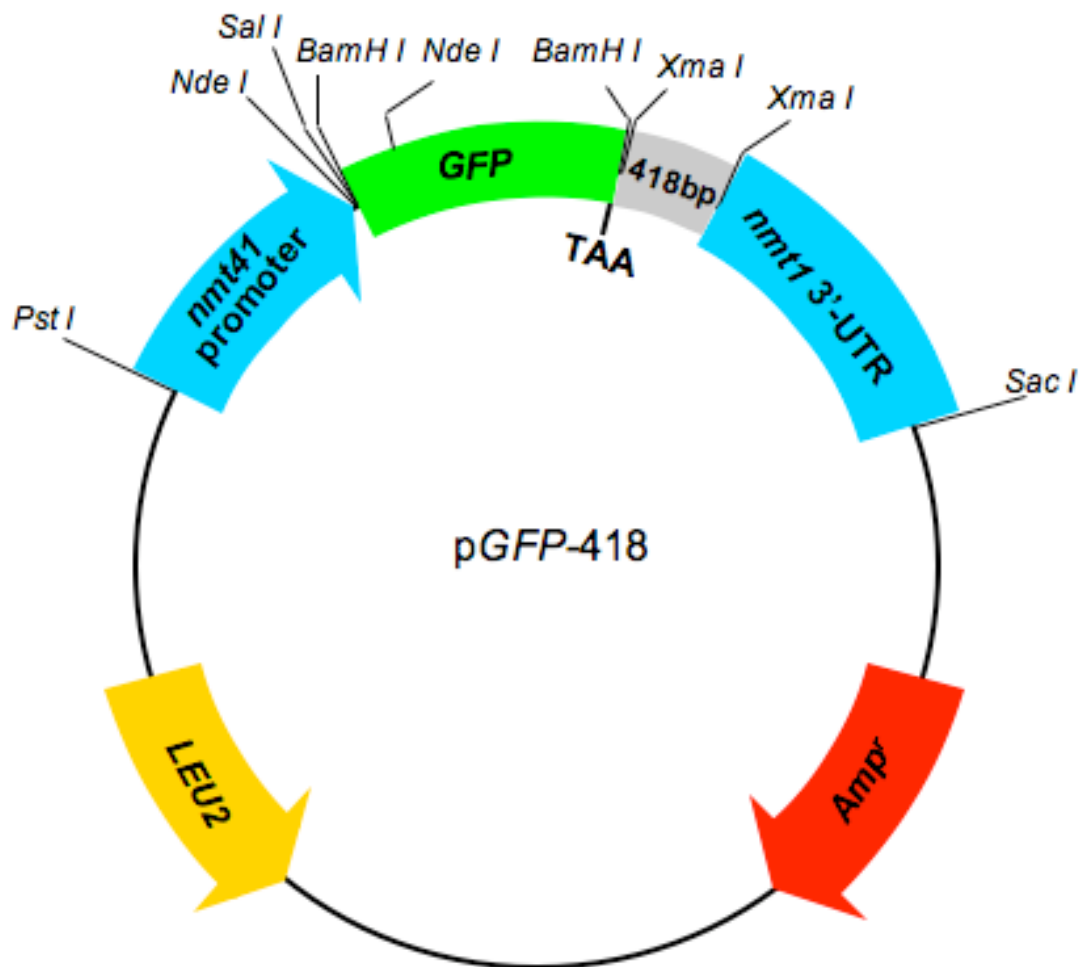 Sal I
BamH I
Nde I
BamH I
Xma I
Nde I
Xma I
GFP
418bp
TAA
nmt41
promoter
nmt1 3'-UTR
Pst I
Sac I
pGFP-418
LEU2
Ampʳ